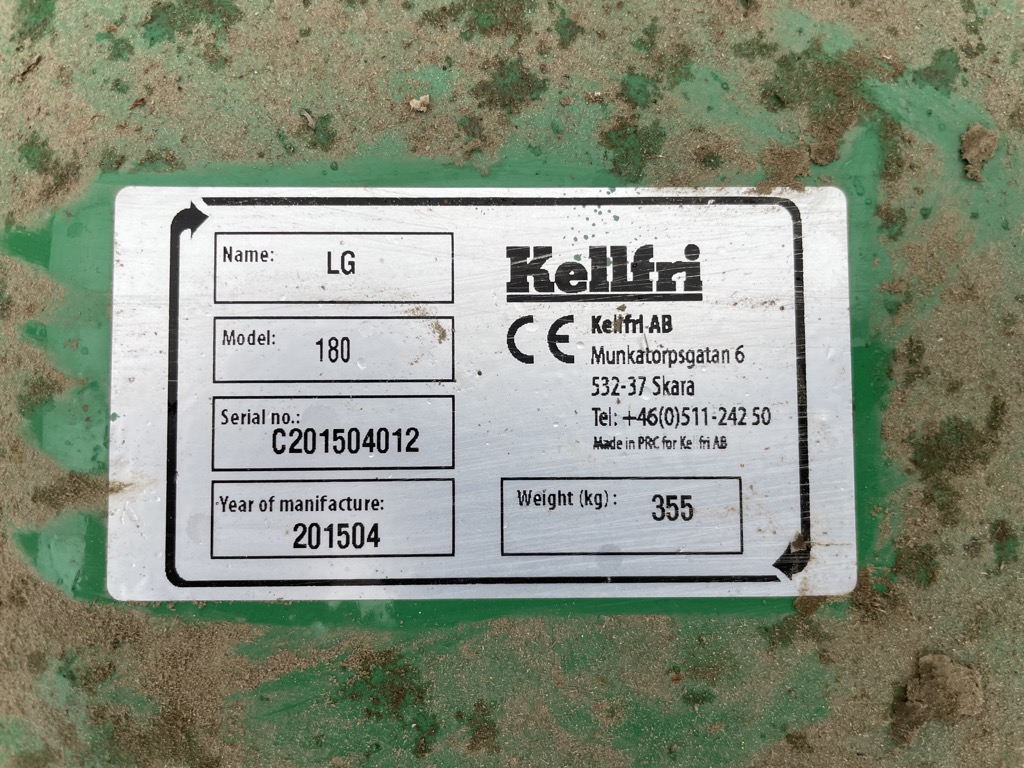 Name: LG
Model: 180
Serial no.: C201504012
Year of manifacture: 201504
Kellfri
CE
Kellfri AB
Munkatorpsgatan 6
532-37 Skara
Tel: +46(0)511-242 50
Made in PRC for Kellfri AB
Weight (kg): 355